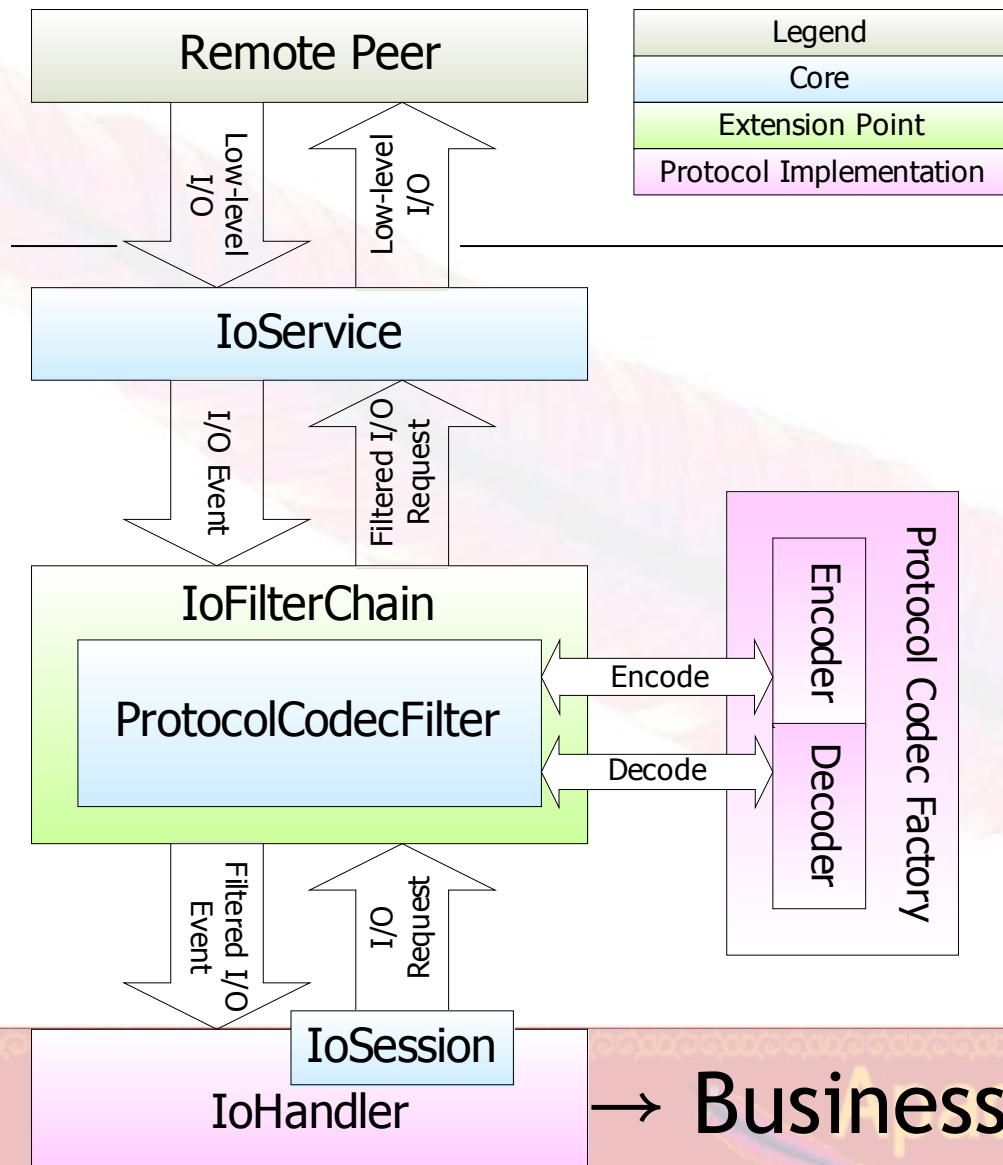 Remote Peer
Legend
Core
Extension Point
Protocol Implementation
Low-level
I/O
Low-level
I/O
IoService
I/O Event
Filtered I/O
Request
IoFilterChain
ProtocolCodecFilter
Encode
Decode
Encoder
Decoder
Protocol Codec Factory
Filtered I/O
Event
I/O
Request
IoSession
IoHandler
→ Business